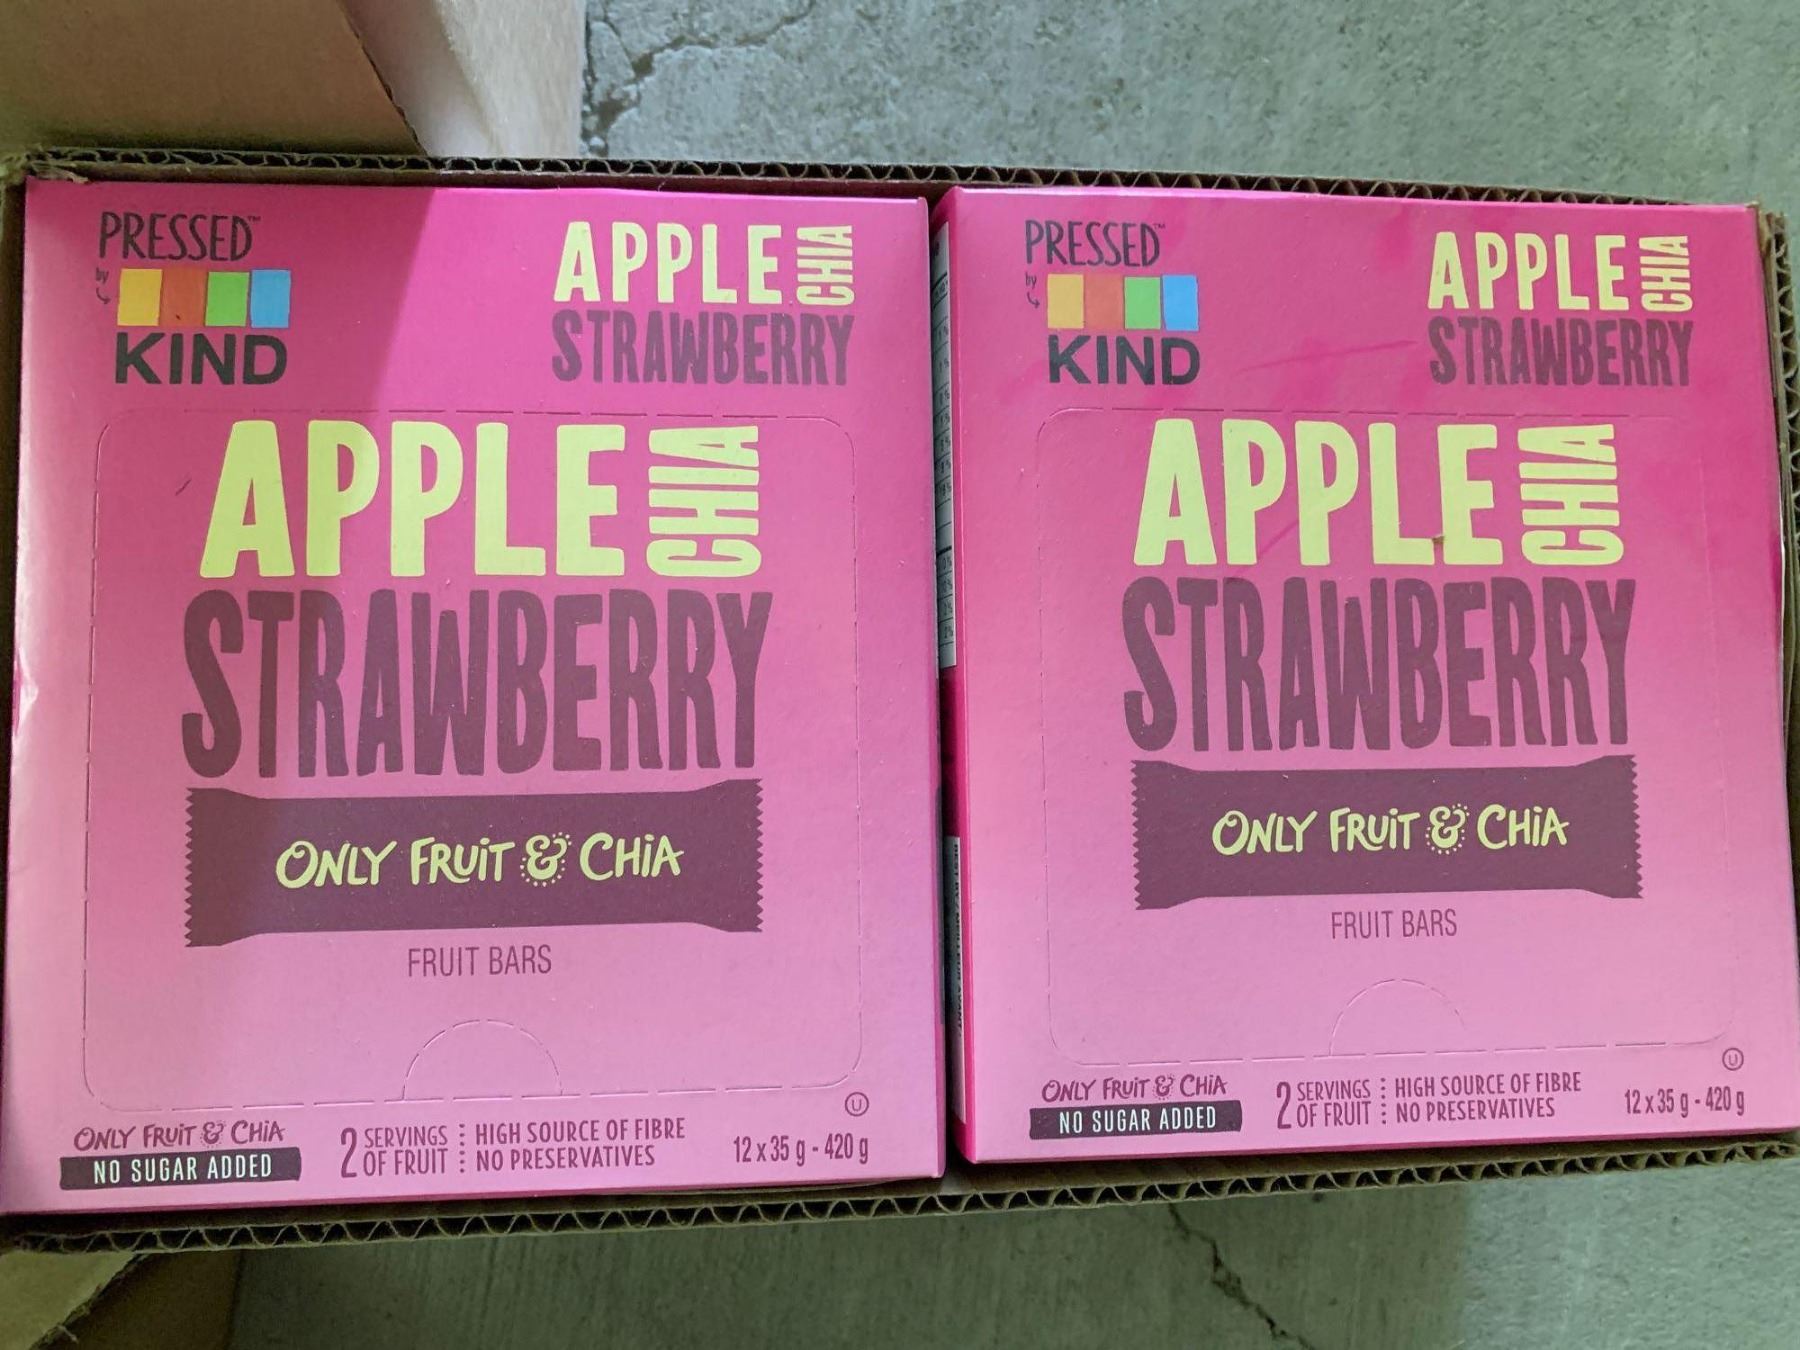 PRESSED™
by
KIND
APPLE CHIA
STRAWBERRY
APPLE CHIA
STRAWBERRY
ONLY FRUIT & CHIA
FRUIT BARS
ONLY FRUIT & CHIA
NO SUGAR ADDED
2 SERVINGS OF FRUIT
HIGH SOURCE OF FIBRE
NO PRESERVATIVES
U
12 x 35 g - 420 g
PRESSED™
by
KIND
APPLE CHIA
STRAWBERRY
APPLE CHIA
STRAWBERRY
ONLY FRUIT & CHIA
FRUIT BARS
ONLY FRUIT & CHIA
NO SUGAR ADDED
2 SERVINGS OF FRUIT
HIGH SOURCE OF FIBRE
NO PRESERVATIVES
U
12 x 35 g - 420 g